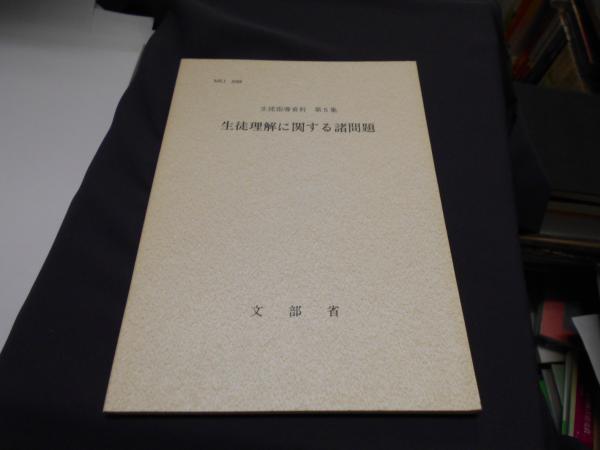 生徒指導資料 第5集
生徒理解に関する諸問題
文部省